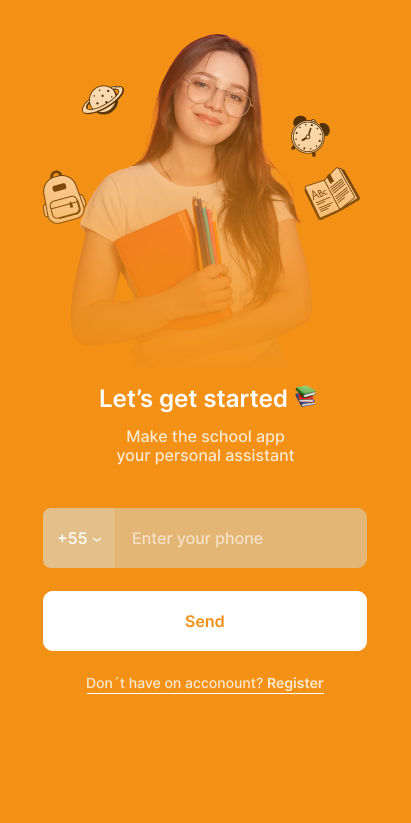 ABc
Let’s get started 📚
Make the school app
your personal assistant
+55
Enter your phone
Send
Don´t have on acconount? Register